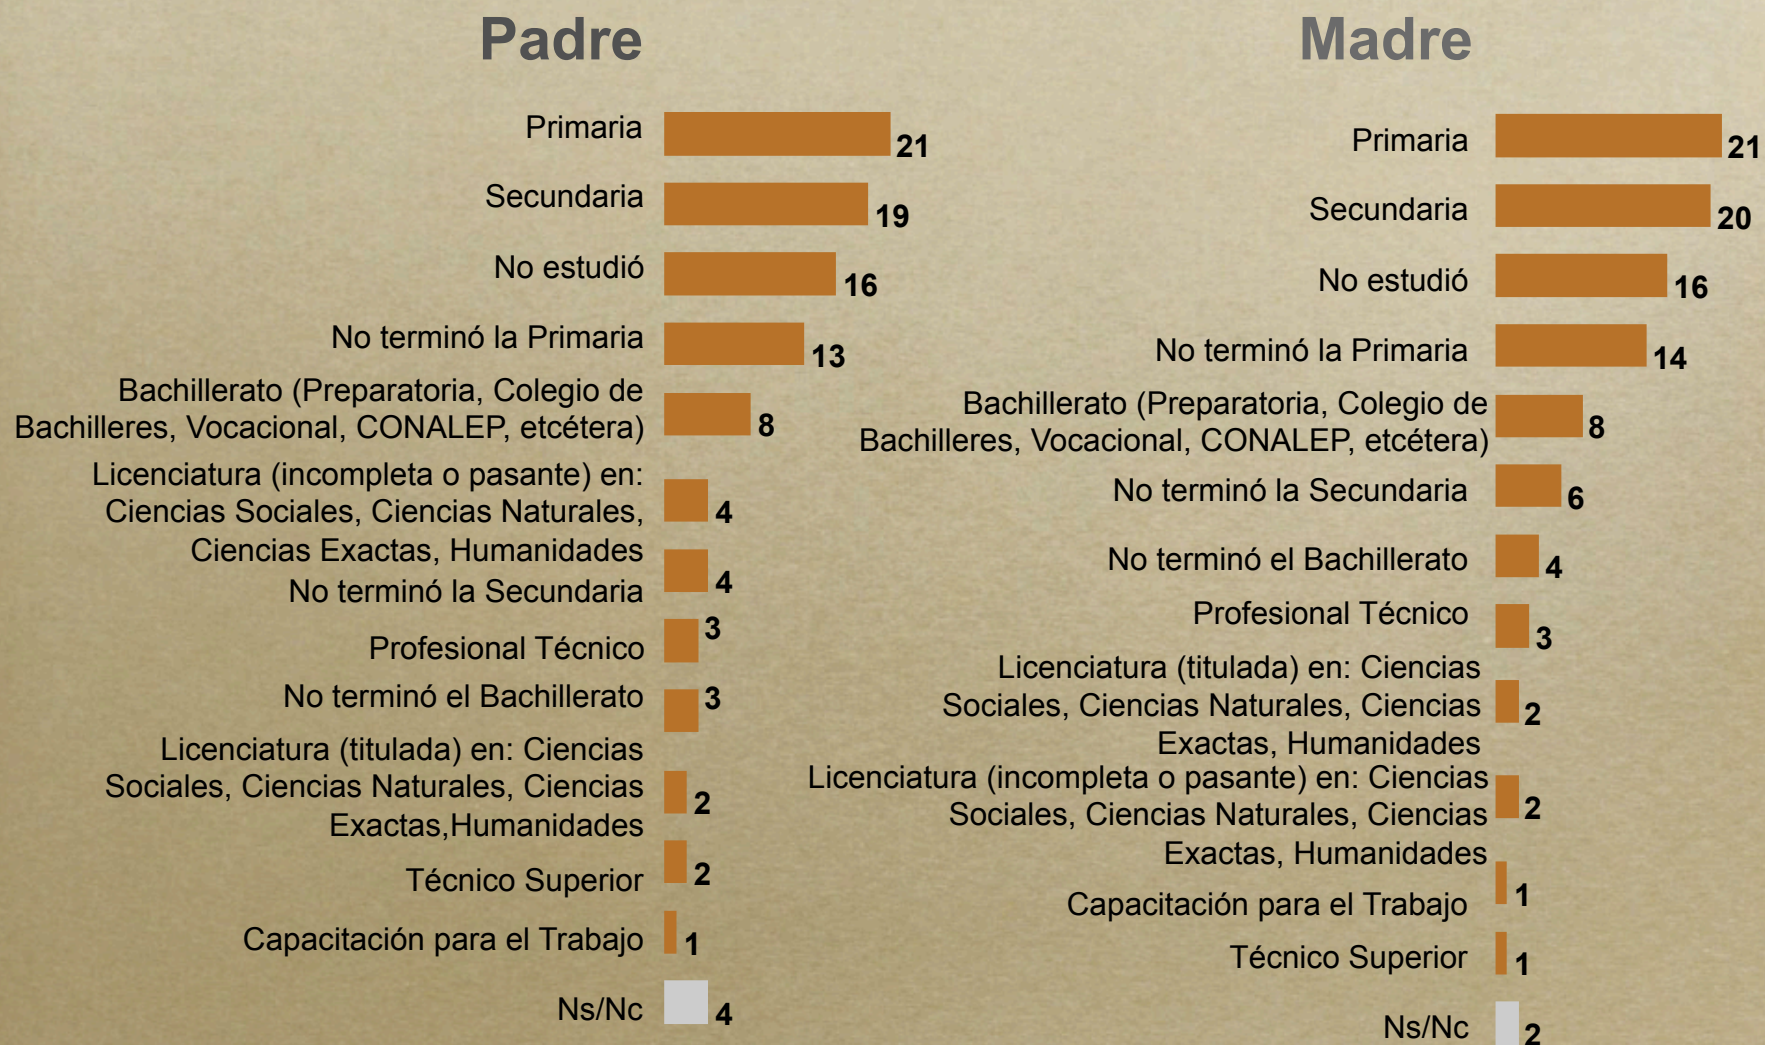 Padre
Primaria 21
Secundaria 19
No estudió 16
No terminó la Primaria 13
Bachillerato (Preparatoria, Colegio de
Bachilleres, Vocacional, CONALEP, etcétera) 8
Licenciatura (incompleta o pasante) en:
Ciencias Sociales, Ciencias Naturales, 4
Ciencias Exactas, Humanidades
No terminó la Secundaria 4
Profesional Técnico 3
No terminó el Bachillerato 3
Licenciatura (titulada) en: Ciencias
Sociales, Ciencias Naturales, Ciencias 2
Exactas,Humanidades
Técnico Superior 2
Capacitación para el Trabajo 1
Ns/Nc 4
Madre
Primaria 21
Secundaria 20
No estudió 16
No terminó la Primaria 14
Bachillerato (Preparatoria, Colegio de
Bachilleres, Vocacional, CONALEP, etcétera) 8
No terminó la Secundaria 6
No terminó el Bachillerato 4
Profesional Técnico 3
Licenciatura (titulada) en: Ciencias
Sociales, Ciencias Naturales, Ciencias 2
Exactas, Humanidades
Licenciatura (incompleta o pasante) en: Ciencias
Sociales, Ciencias Naturales, Ciencias 2
Exactas, Humanidades
Capacitación para el Trabajo 1
Técnico Superior 1
Ns/Nc 2